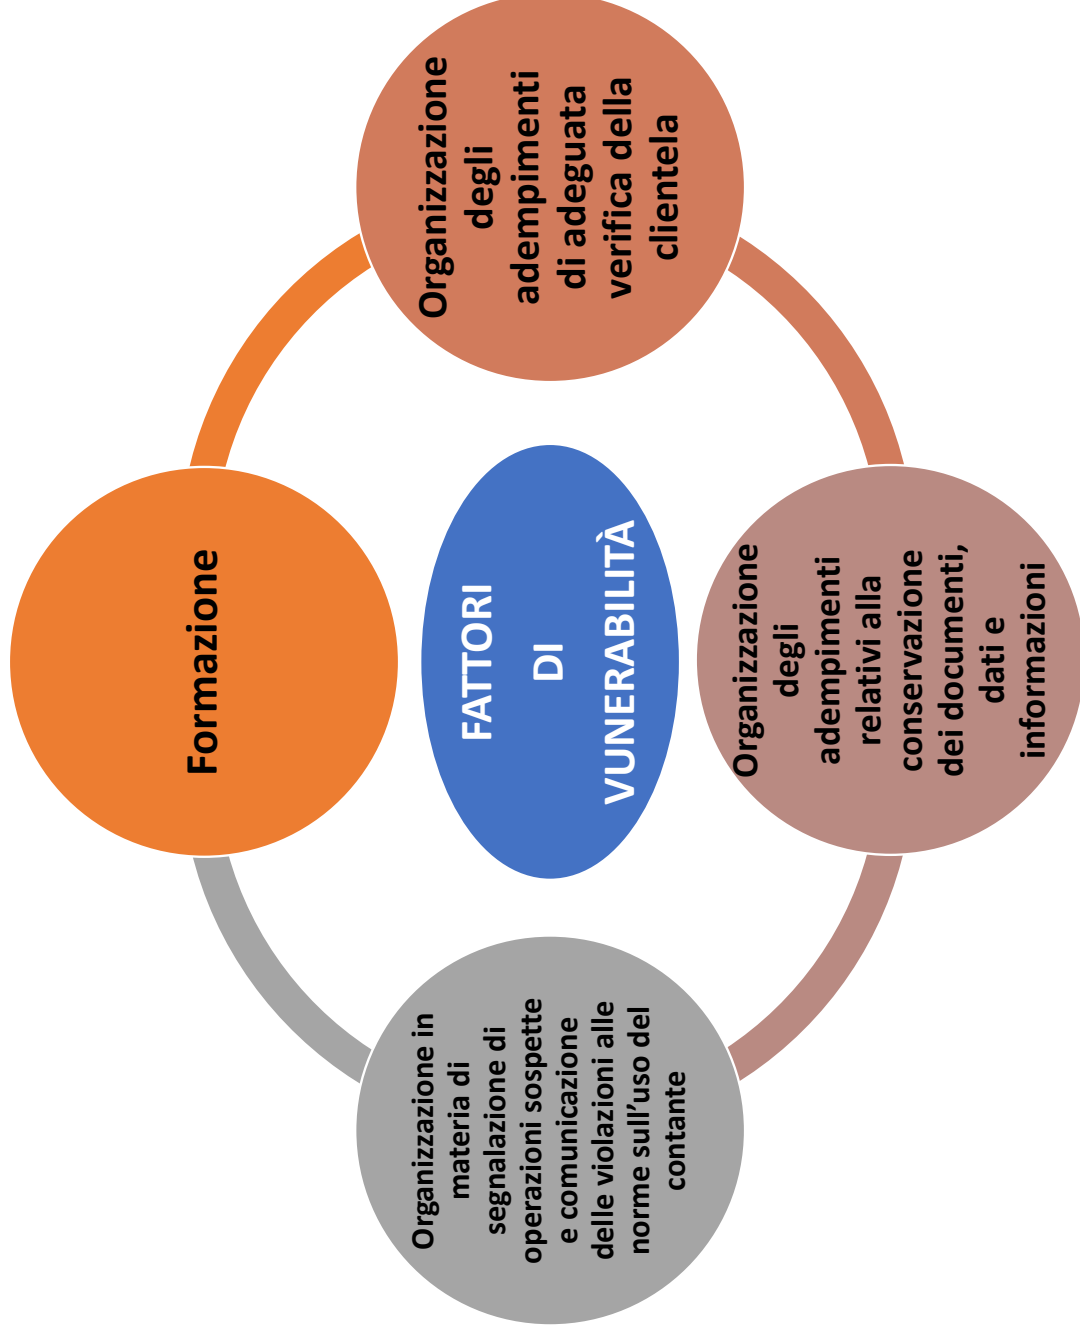 Formazione
Organizzazione
degli
adempimenti
di adeguata
verifica della
clientela
Organizzazione
degli
adempimenti
relativi alla
conservazione
dei documenti,
dati e
informazioni
Organizzazione in
materia di
segnalazione di
operazioni sospette
e comunicazione
delle violazioni alle
norme sull’uso del
contante
FATTORI
DI
VUNERABILITÀ